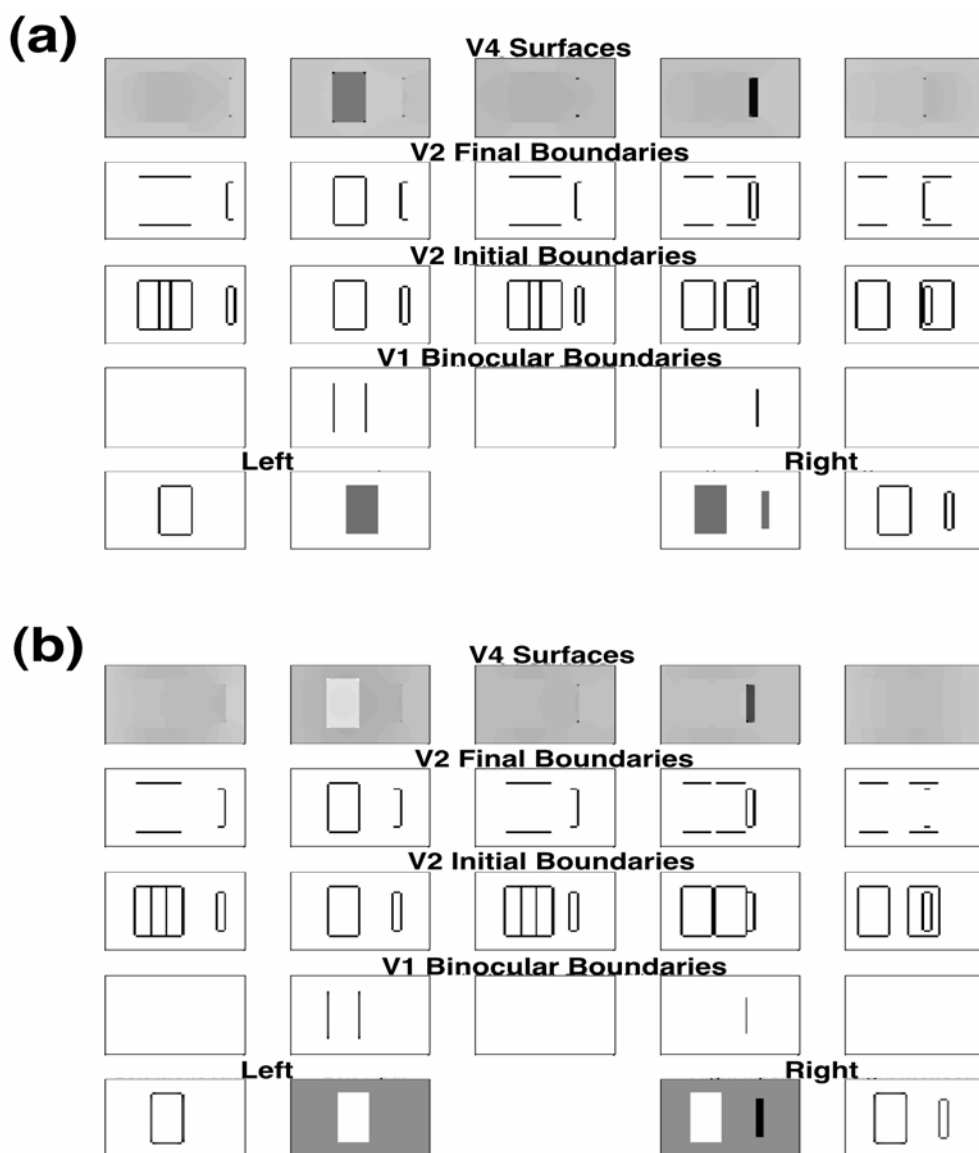 (a)
V4 Surfaces
V2 Final Boundaries
V2 Initial Boundaries
V1 Binocular Boundaries
Left Right
(b)
V4 Surfaces
V2 Final Boundaries
V2 Initial Boundaries
V1 Binocular Boundaries
Left Right